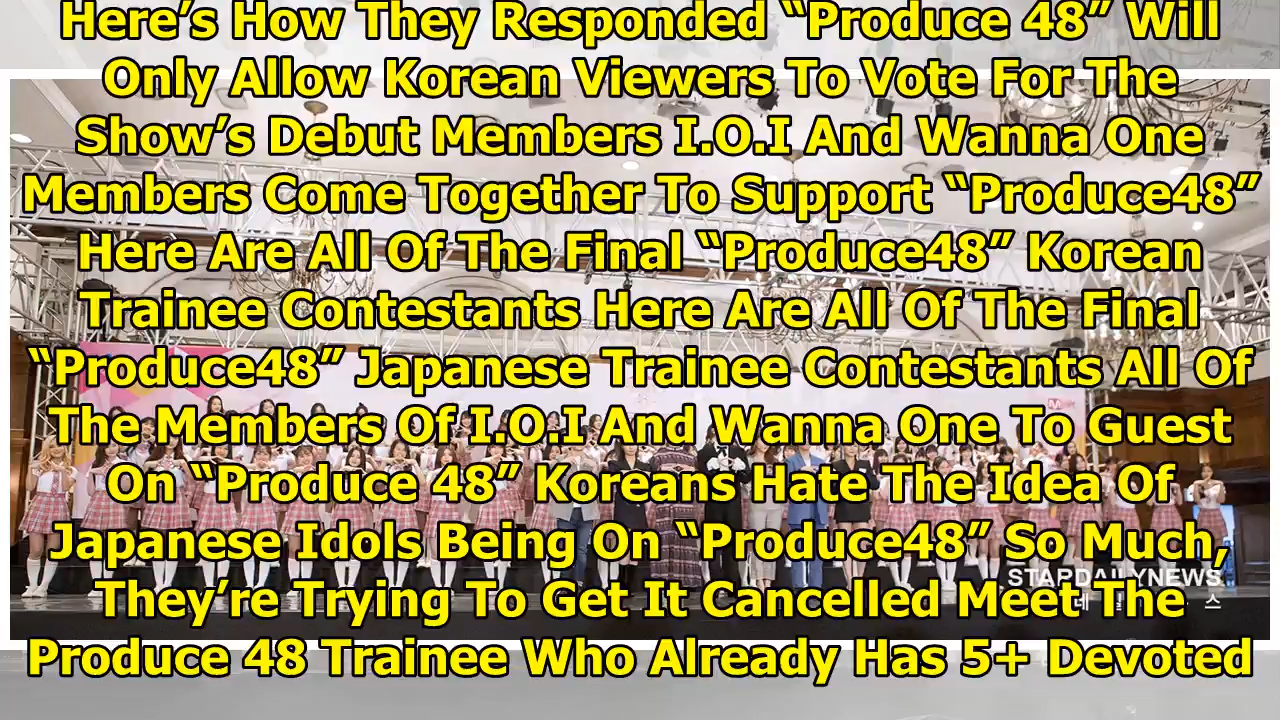 Here’s How They Responded “Produce 48” Will
Only Allow Korean Viewers To Vote For The
Show’s Debut Members I.O.I And Wanna One
Members Come Together To Support “Produce48”
Here Are All Of The Final “Produce48” Korean
Trainee Contestants Here Are All Of The Final
“Produce48” Japanese Trainee Contestants All Of
The Members Of I.O.I And Wanna One To Guest
On “Produce 48” Koreans Hate The Idea Of
Japanese Idols Being On “Produce48” So Much,
STARDAILYNEWS
They’re Trying To Get It Cancelled Meet The
Produce 48 Trainee Who Already Has 5+ Devoted